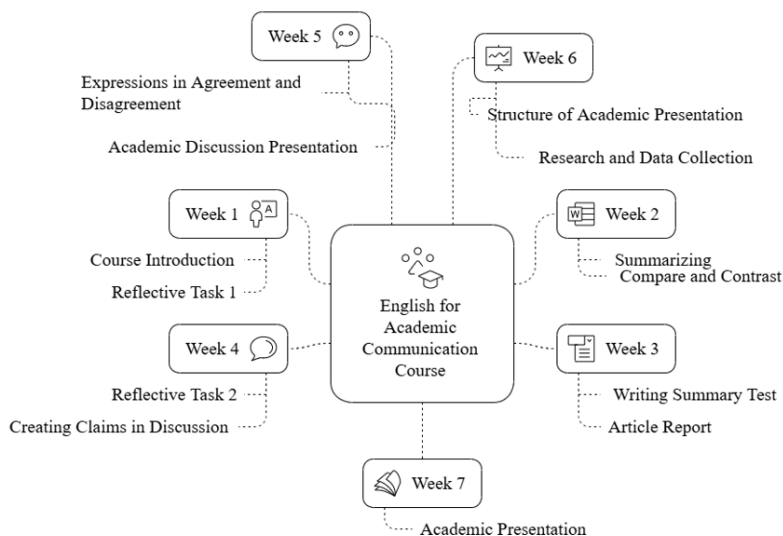 Week 5
Expressions in Agreement and
Disagreement
Academic Discussion Presentation
Week 6
Structure of Academic Presentation
Research and Data Collection
Week 1
A
Course Introduction
Reflective Task 1
Week 2
W
Summarizing
Compare and Contrast
English for
Academic
Communication
Course
Week 4
Reflective Task 2
Creating Claims in Discussion
Week 3
Writing Summary Test
Article Report
Week 7
Academic Presentation